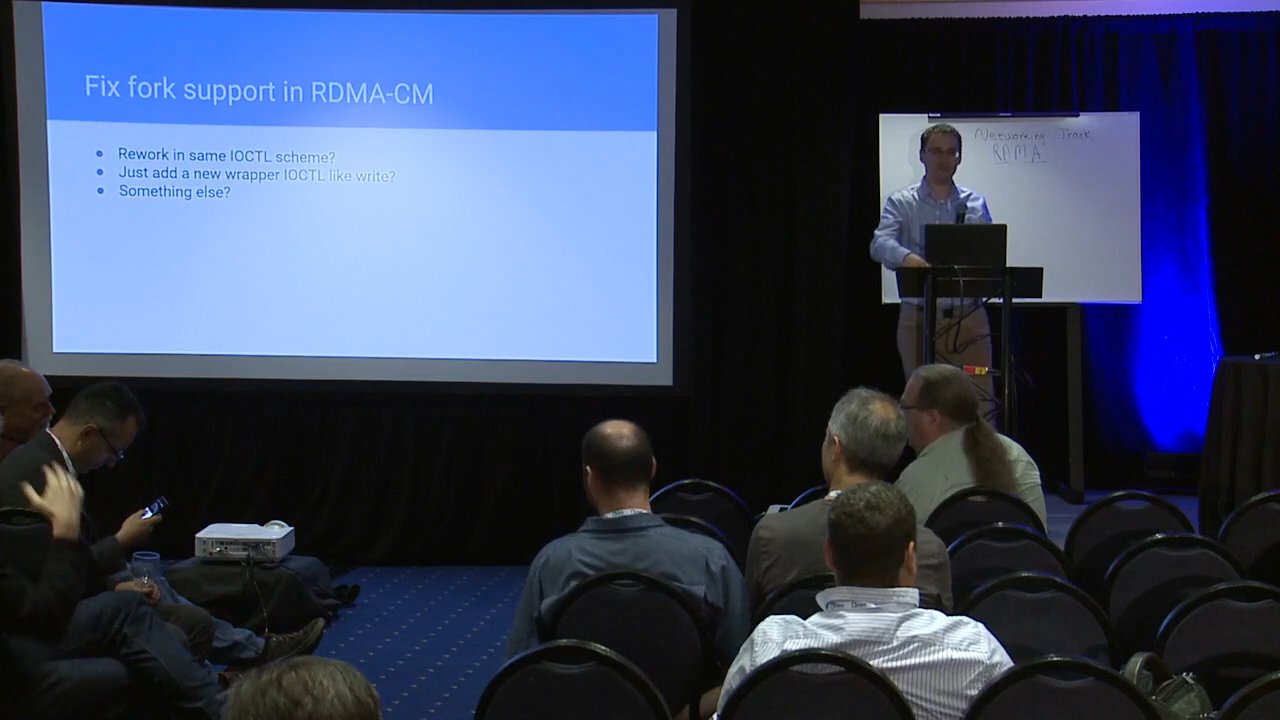 Fix fork support in RDMA-CM
• Rework in same IOCTL scheme?
• Just add a new wrapper IOCTL like write?
• Something else?
Networking Track
RDMA